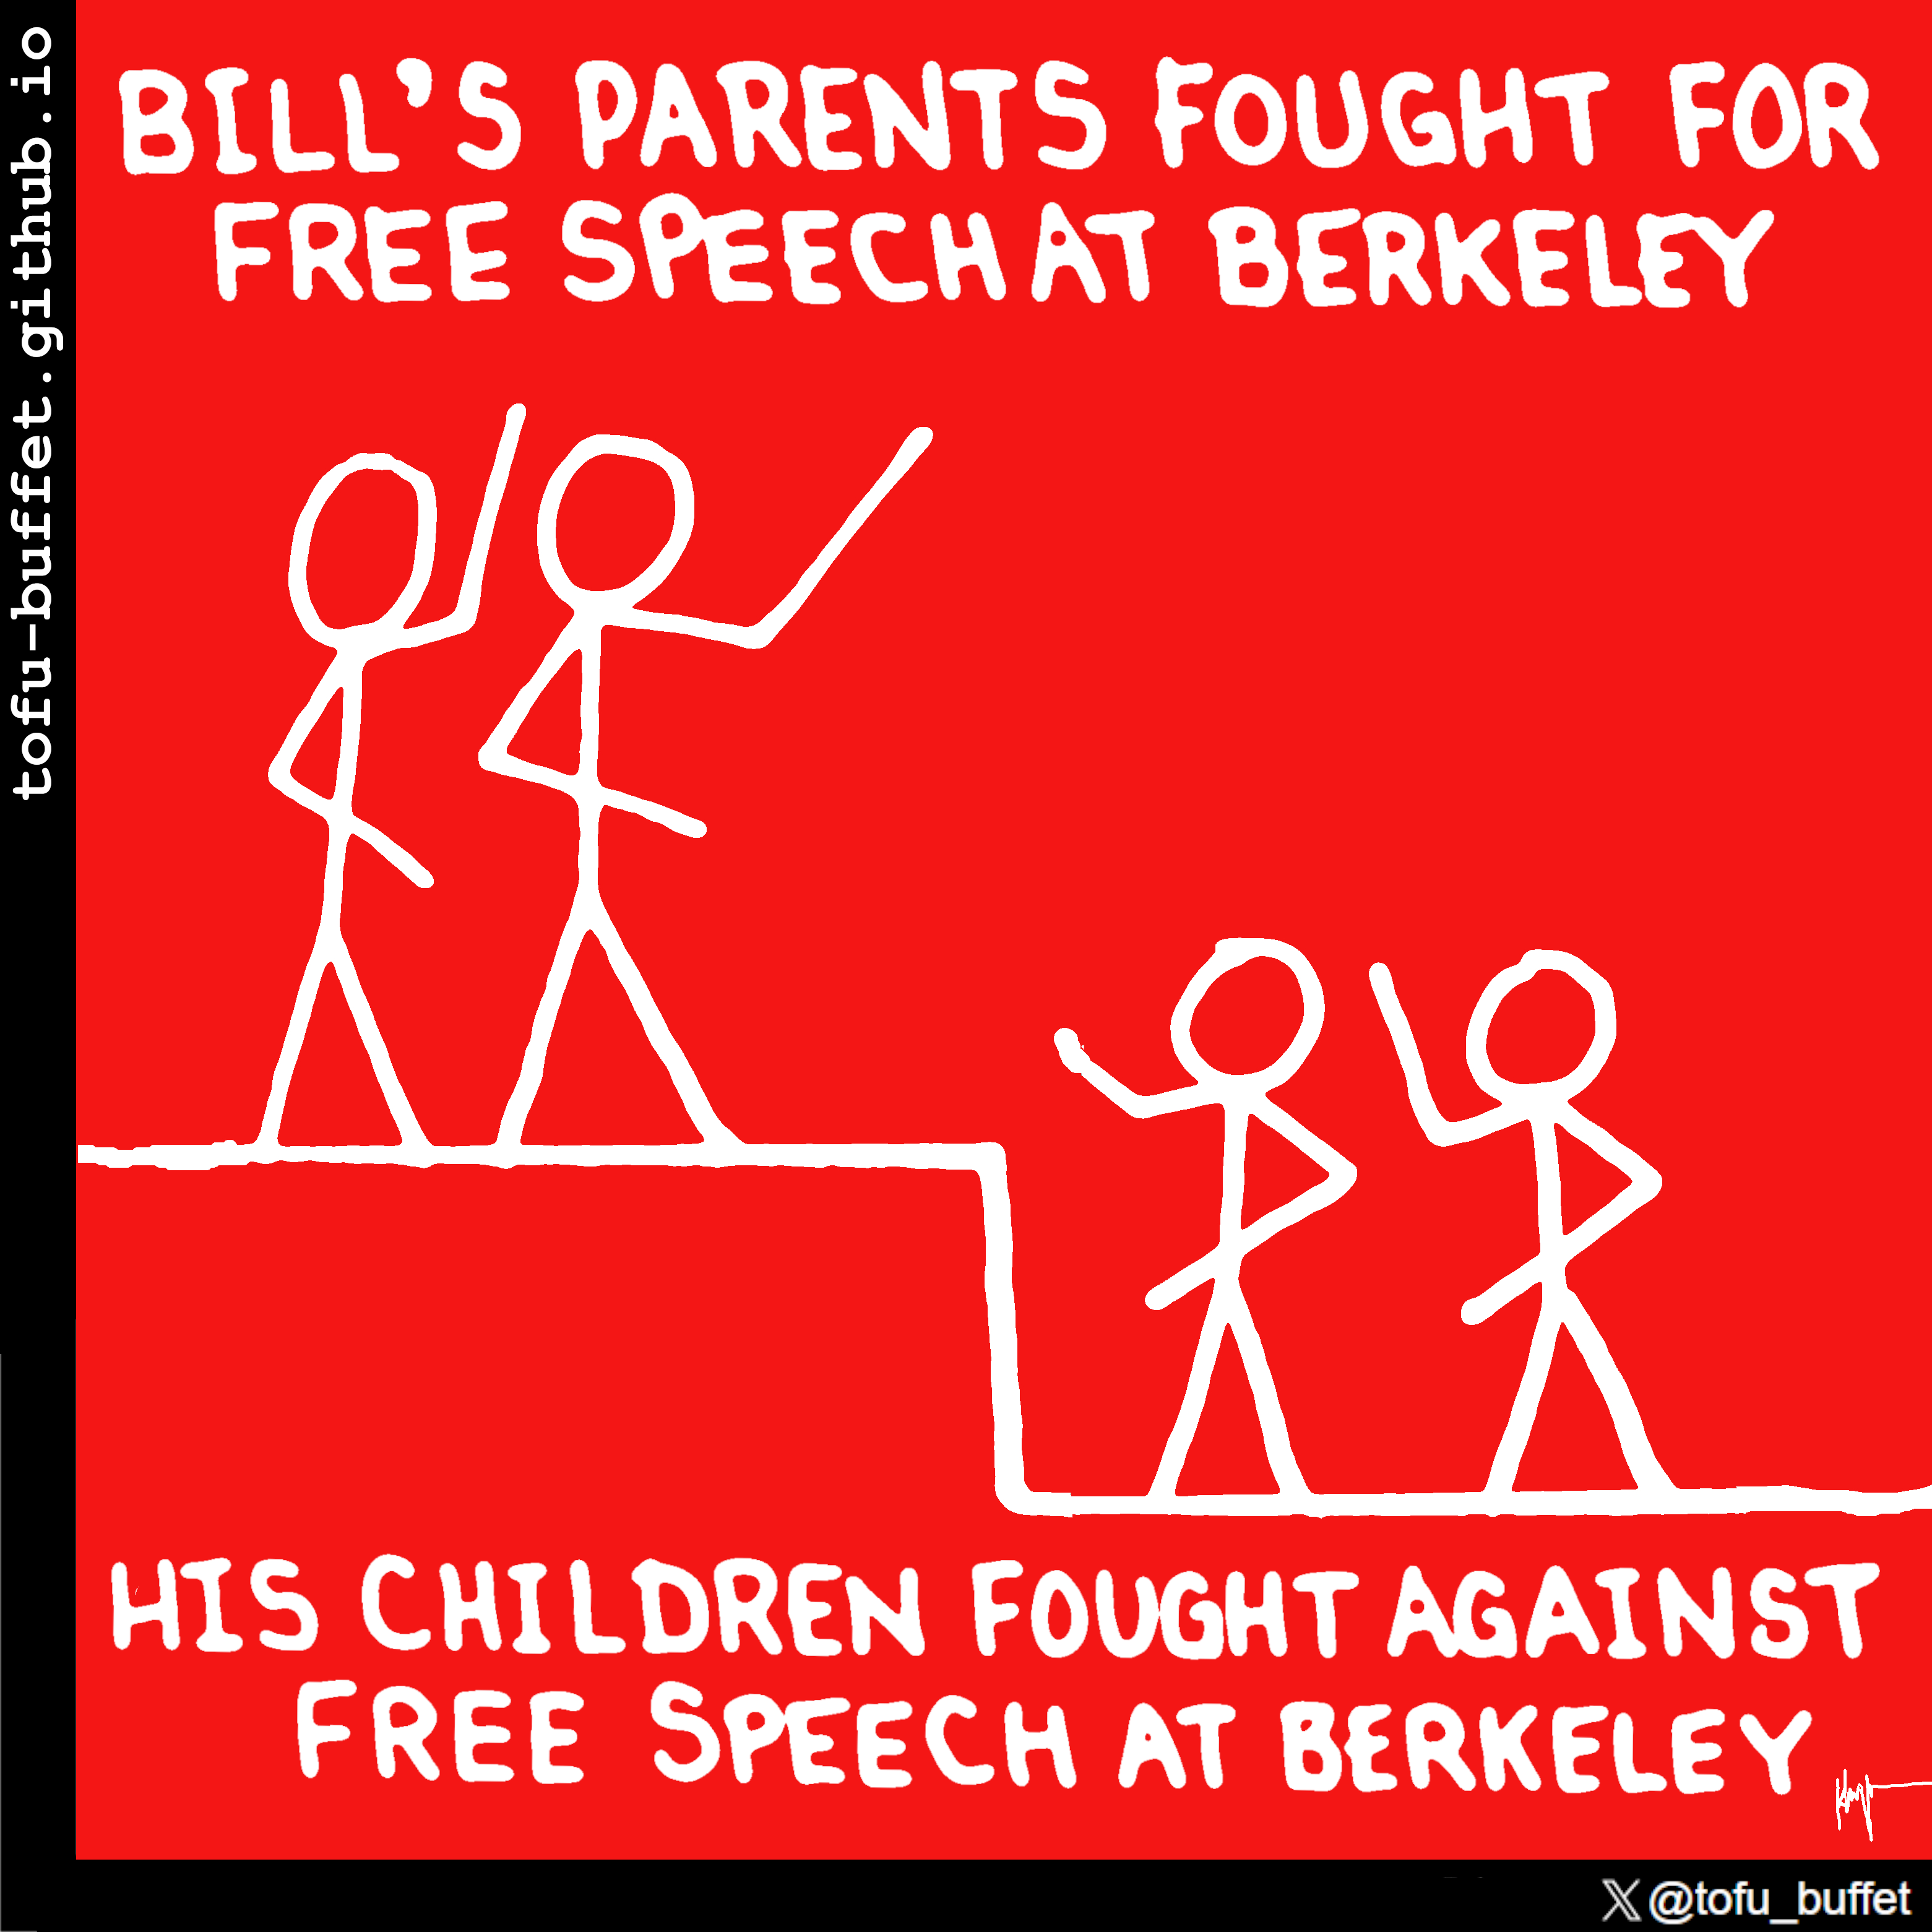 BILL'S PARENTS FOUGHT FOR
FREE SPEECH AT BERKELEY
HIS CHILDREN FOUGHT AGAINST
FREE SPEECH AT BERKELEY
tofu-buffet.github.io
𝕏 @tofu_buffet